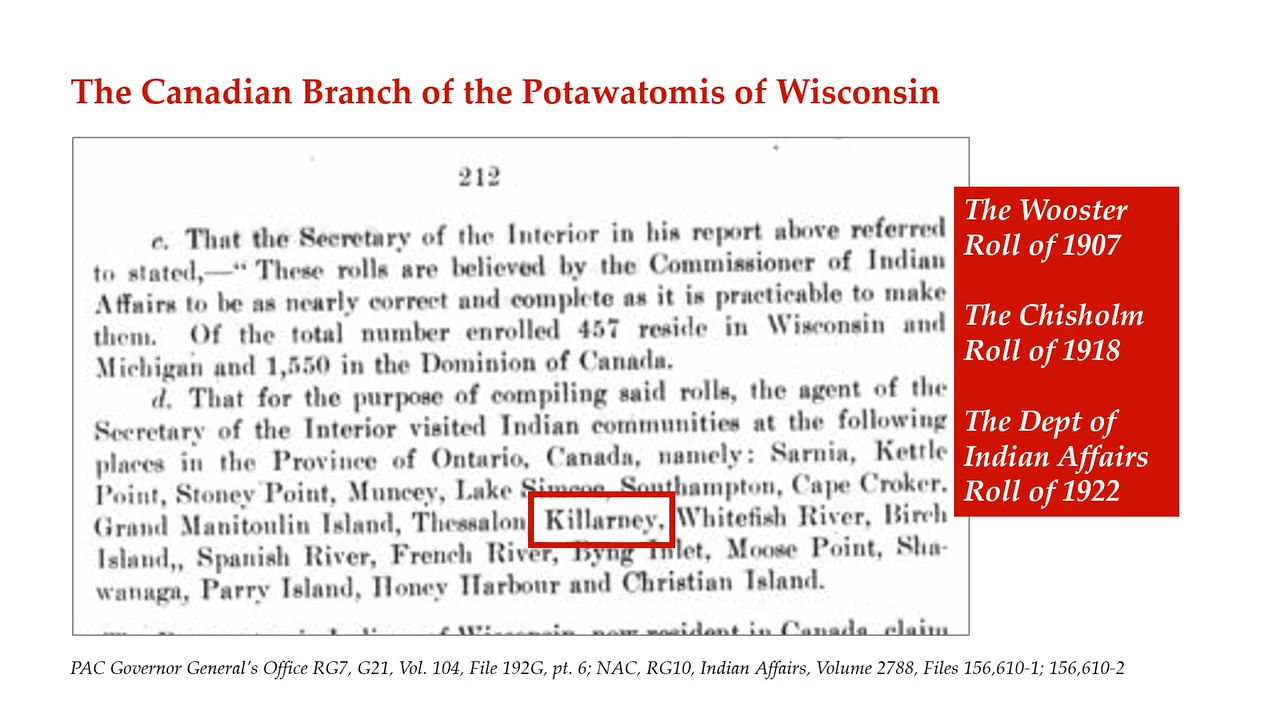 The Canadian Branch of the Potawatomis of Wisconsin
212
c. That the Secretary of the Interior in his report above referred
to stated,—“ These rolls are believed by the Commissioner of Indian
Affairs to be as nearly correct and complete as it is practicable to make
them. Of the total number enrolled 457 reside in Wisconsin and
Michigan and 1,550 in the Dominion of Canada.
d. That for the purpose of compiling said rolls, the agent of the
Secretary of the Interior visited Indian communities at the following
places in the Province of Ontario, Canada, namely: Sarnia, Kettle
Point, Stoney Point, Muncey, Lake Simcoe, Southampton, Cape Croker,
Grand Manitoulin Island, Thessalon, Killarney, Whitefish River, Birch
Island,, Spanish River, French River, Byng Inlet, Moose Point, Sha-
wanaga, Parry Island, Honey Harbour and Christian Island.
of Wisconsin, now resident in Canada, claim
The Wooster
Roll of 1907
The Chisholm
Roll of 1918
The Dept of
Indian Affairs
Roll of 1922
PAC Governor General’s Office RG7, G21, Vol. 104, File 192G, pt. 6; NAC, RG10, Indian Affairs, Volume 2788, Files 156,610-1; 156,610-2